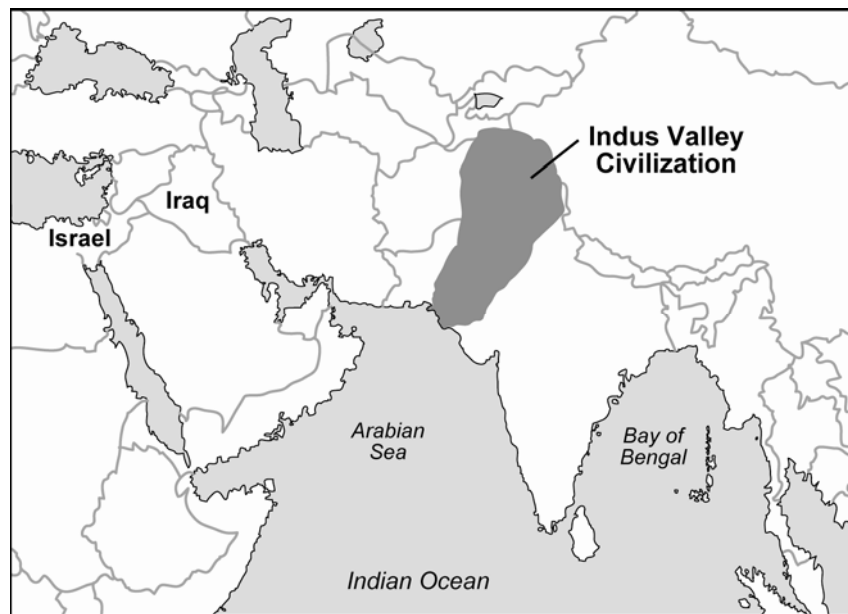 Indus Valley
Civilization
Iraq
Israel
Arabian
Sea
Bay of
Bengal
Indian Ocean